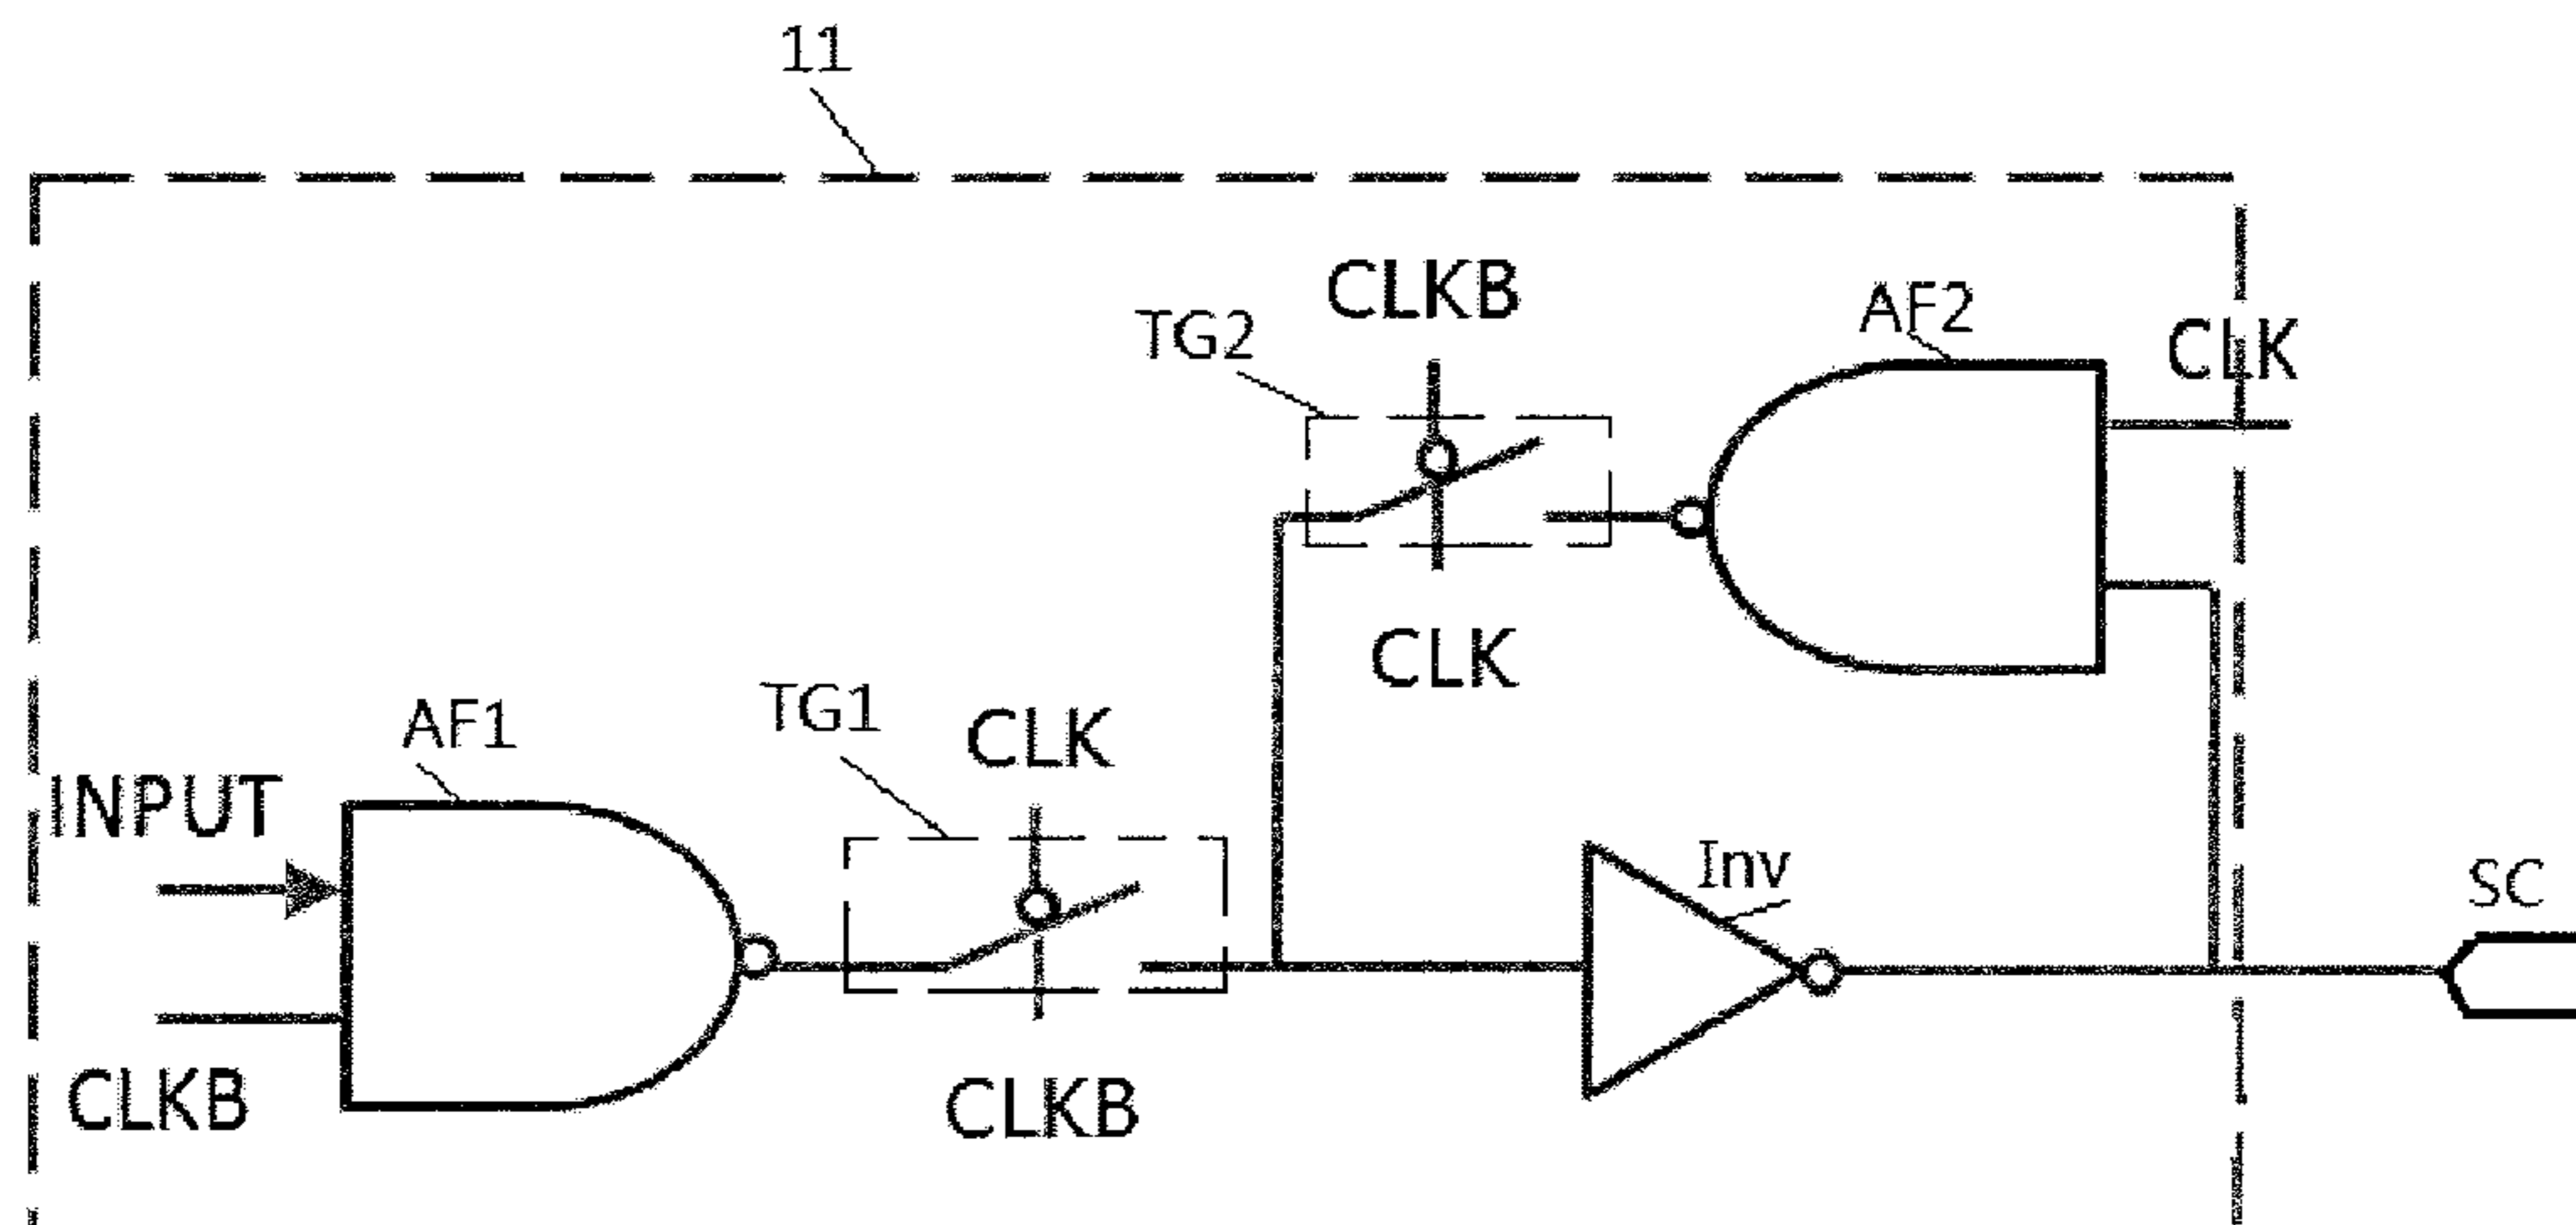 11
CLKB
TG2
AF2
CLK
CLK
TG1
CLK
AF1
INPUT
Inv
SC
CLKB
CLKB